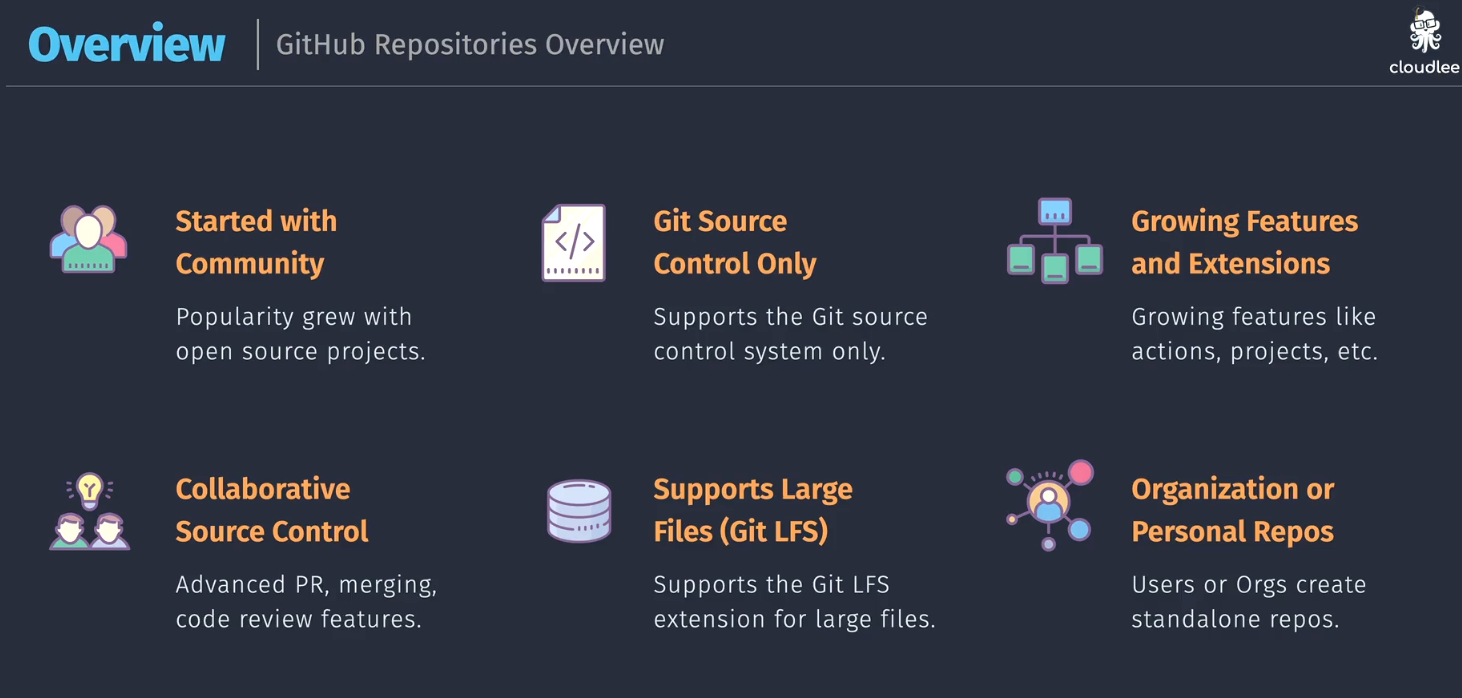 Overview
GitHub Repositories Overview
cloudlee
Started with
Community
Popularity grew with
open source projects.
Git Source
Control Only
Supports the Git source
control system only.
Growing Features
and Extensions
Growing features like
actions, projects, etc.
Collaborative
Source Control
Advanced PR, merging,
code review features.
Supports Large
Files (Git LFS)
Supports the Git LFS
extension for large files.
Organization or
Personal Repos
Users or Orgs create
standalone repos.